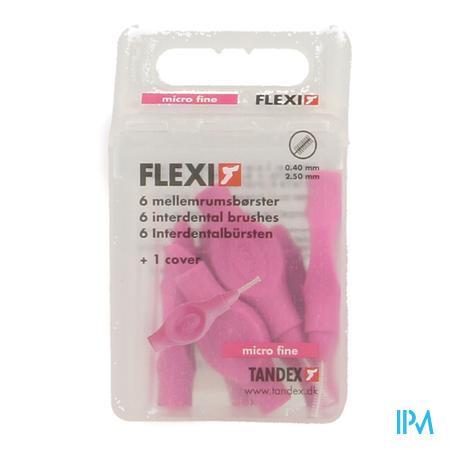 micro fine FLEXI
0.40 mm
2.50 mm
FLEXI
6 mellemrumsbørster
6 interdental brushes
6 Interdentalbürsten
+ 1 cover
micro fine
TANDEX
www.tandex.dk
IPM